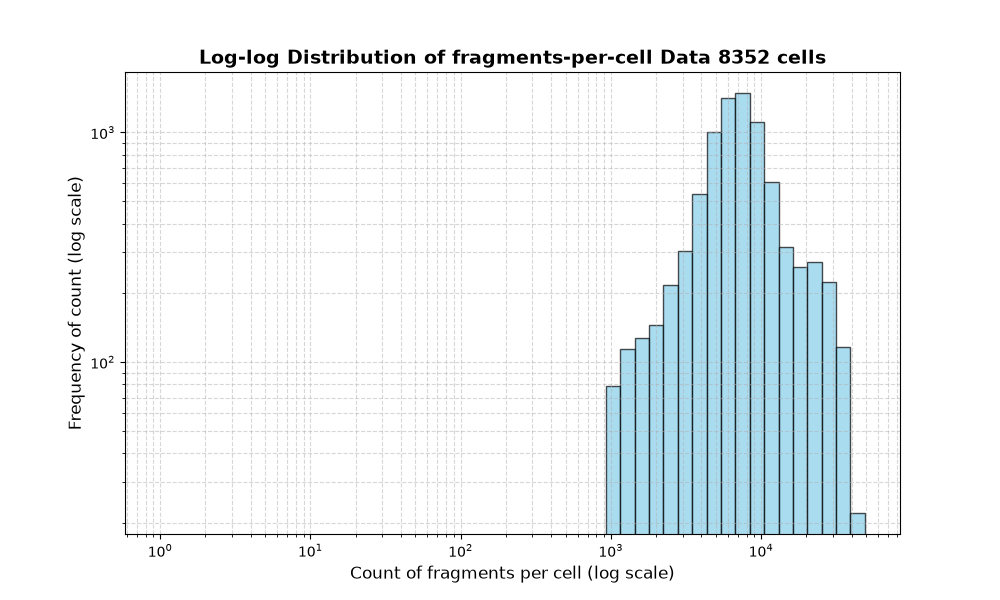 Log-log Distribution of fragments-per-cell Data 8352 cells
Frequency of count (log scale)
10³
10²
10⁰ 10¹ 10² 10³ 10⁴
Count of fragments per cell (log scale)